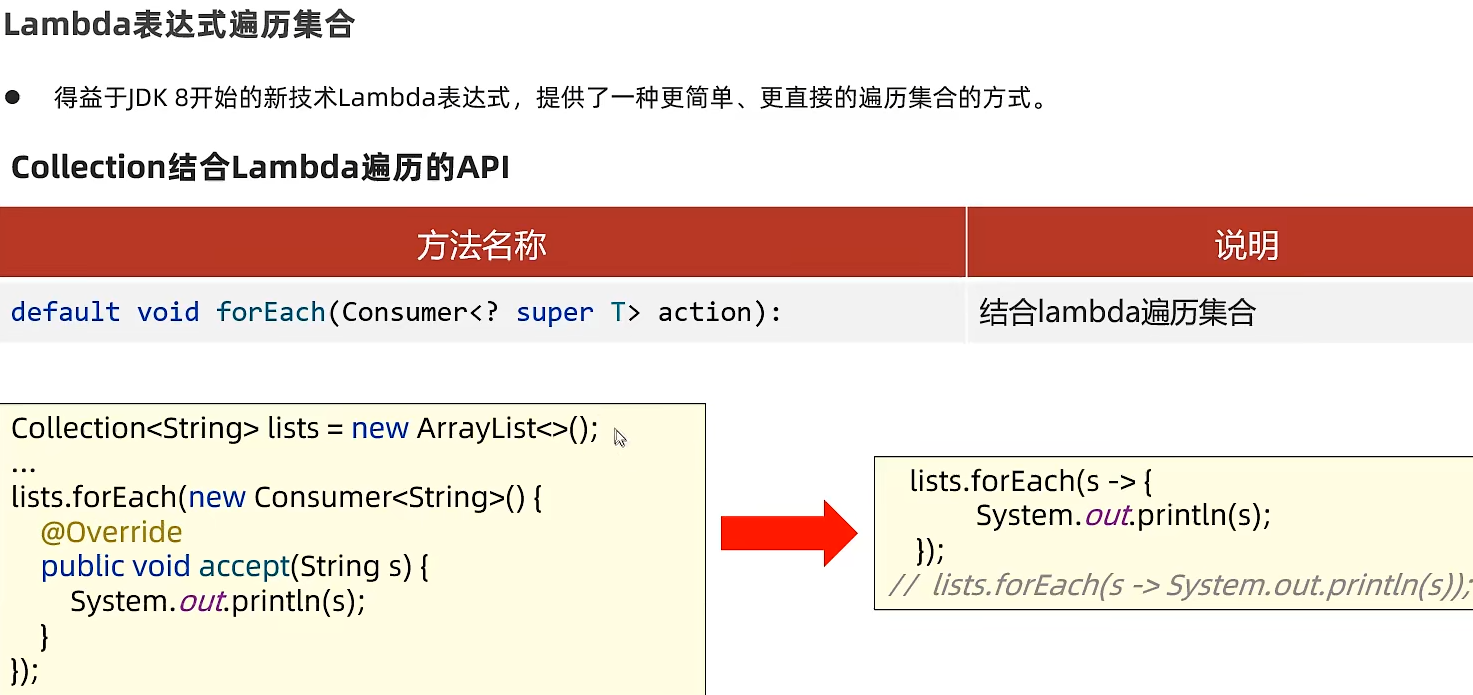 Lambda表达式遍历集合
● 得益于JDK 8开始的新技术Lambda表达式，提供了一种更简单、更直接的遍历集合的方式。
Collection结合Lambda遍历的API
方法名称 说明
default void forEach(Consumer<? super T> action): 结合lambda遍历集合
Collection<String> lists = new ArrayList<>();
...
lists.forEach(new Consumer<String>() {
@Override
public void accept(String s) {
System.out.println(s);
}
});
lists.forEach(s -> {
System.out.println(s);
});
// lists.forEach(s -> System.out.println(s));